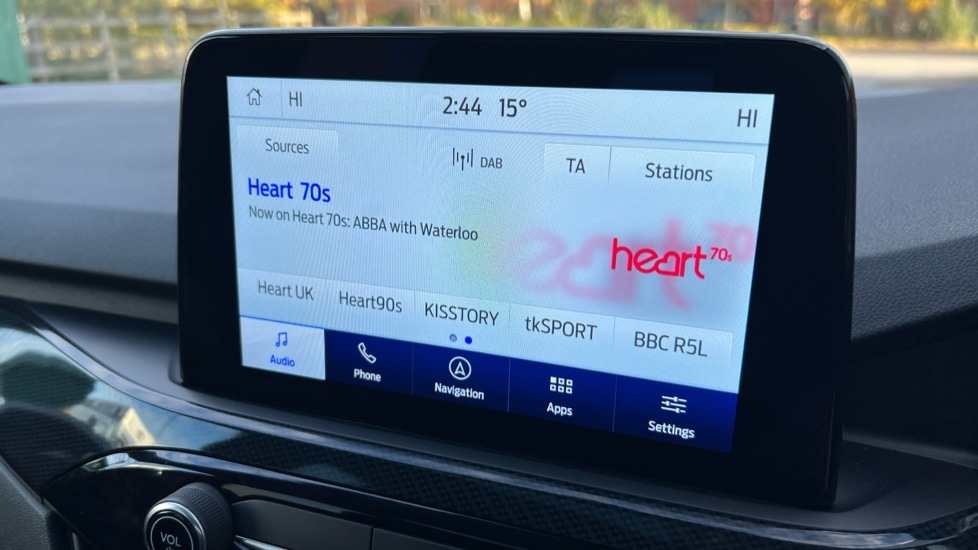 HI 2:44 15° HI
Sources DAB TA Stations
Heart 70s
Now on Heart 70s: ABBA with Waterloo
heart 70s
Heart UK Heart90s KISSTORY tkSPORT BBC R5L
Audio Phone Navigation Apps Settings
VOL